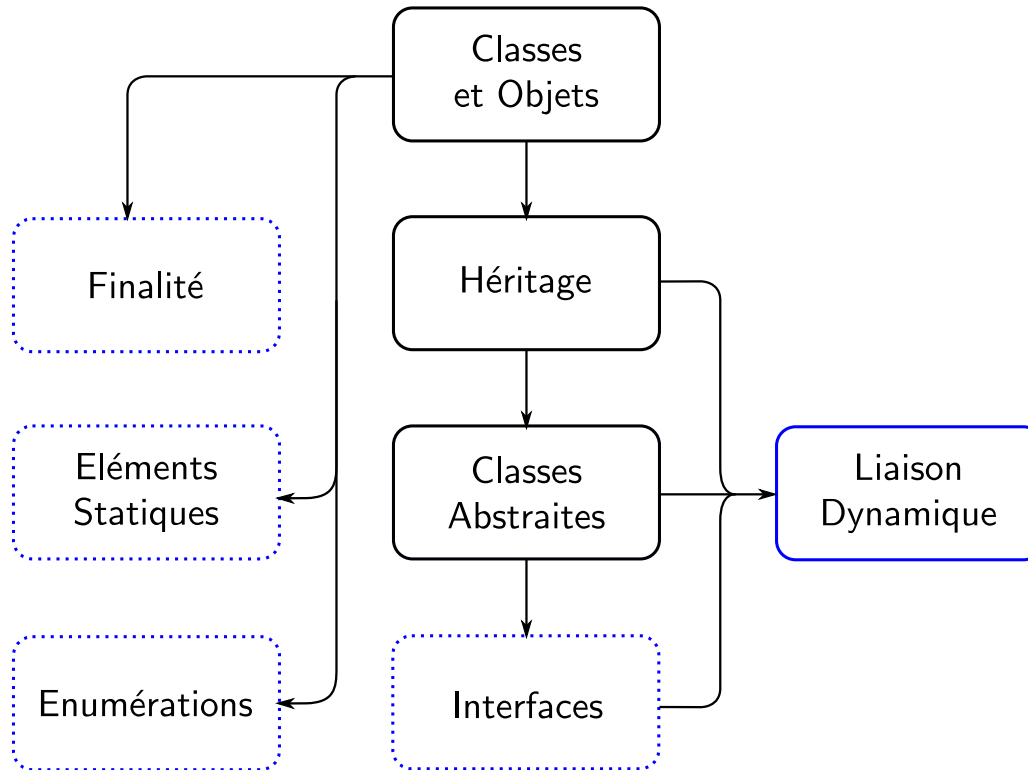 Classes
et Objets
Finalité
Héritage
Eléments
Statiques
Classes
Abstraites
Liaison
Dynamique
Enumérations
Interfaces